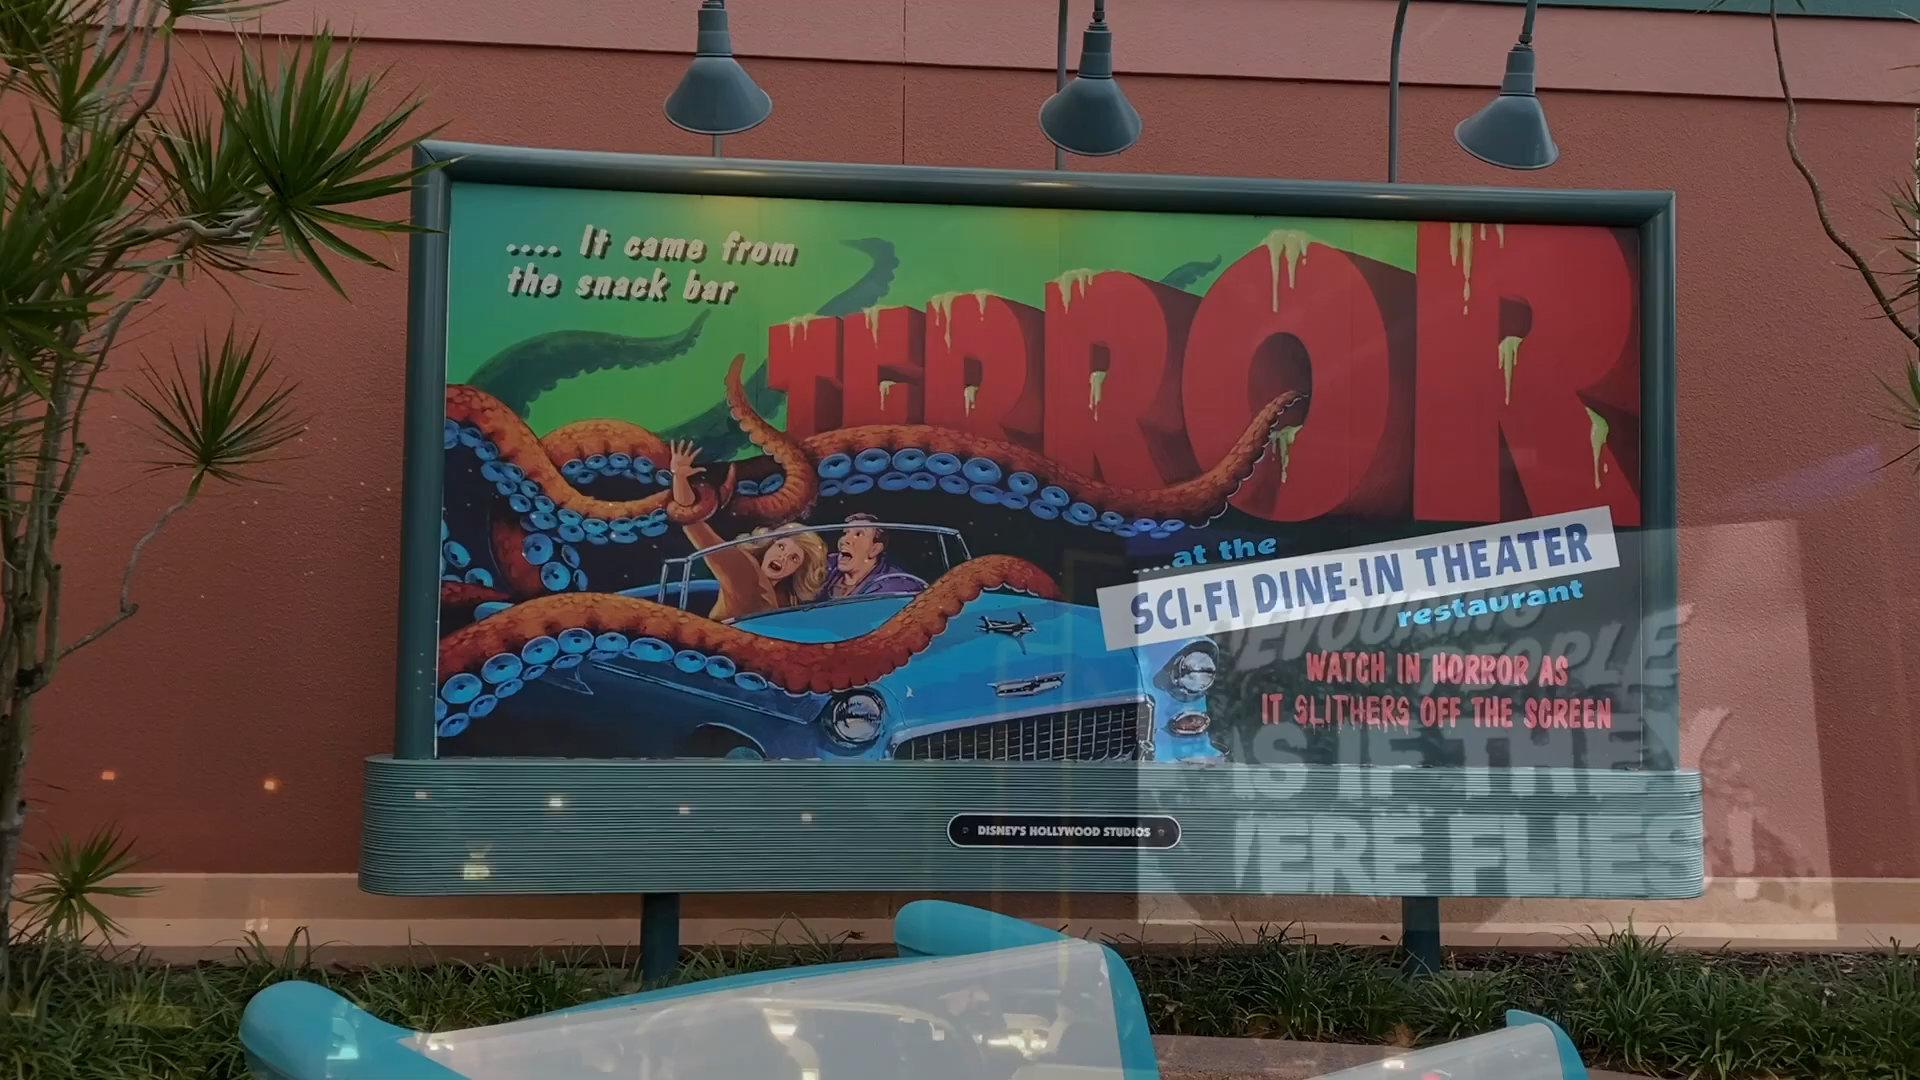 .... It came from
the snack bar
TERROR
....at the
SCI-FI DINE-IN THEATER
restaurant
WATCH IN HORROR AS
IT SLITHERS OFF THE SCREEN
DEVOURING
PEOPLE
AS IF THEY
WERE FLIES!
DISNEY'S HOLLYWOOD STUDIOS